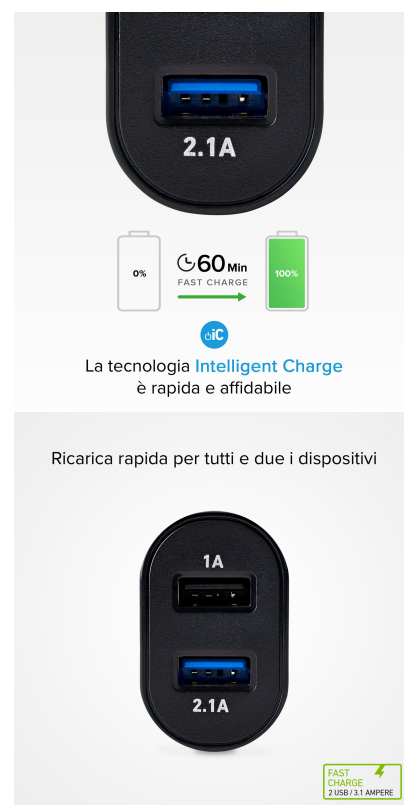 2.1A
0%
60 Min
FAST CHARGE
100%
iC
La tecnologia Intelligent Charge
è rapida e affidabile
Ricarica rapida per tutti e due i dispositivi
1A
2.1A
FAST
CHARGE
2 USB / 3.1 AMPERE